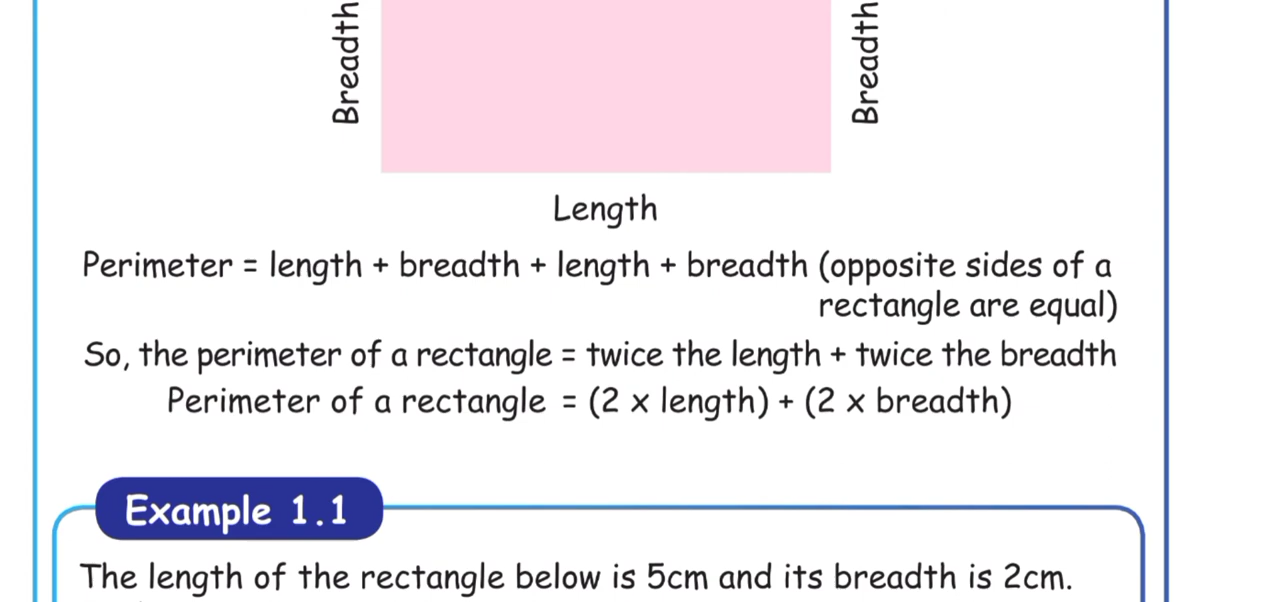 Breadth
Breadth
Length
Perimeter = length + breadth + length + breadth (opposite sides of a
rectangle are equal)
So, the perimeter of a rectangle = twice the length + twice the breadth
Perimeter of a rectangle = (2 x length) + (2 x breadth)
Example 1.1
The length of the rectangle below is 5cm and its breadth is 2cm.